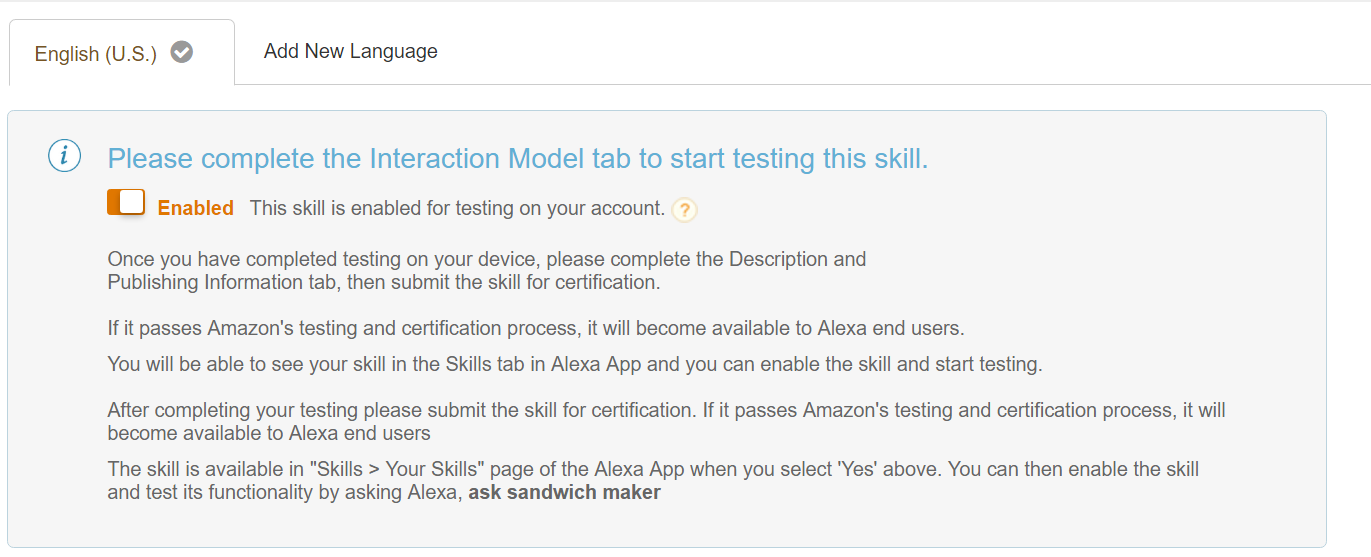 English (U.S.)
Add New Language
i
Please complete the Interaction Model tab to start testing this skill.
Enabled This skill is enabled for testing on your account. ?
Once you have completed testing on your device, please complete the Description and
Publishing Information tab, then submit the skill for certification.
If it passes Amazon's testing and certification process, it will become available to Alexa end users.
You will be able to see your skill in the Skills tab in Alexa App and you can enable the skill and start testing.
After completing your testing please submit the skill for certification. If it passes Amazon's testing and certification process, it will
become available to Alexa end users
The skill is available in "Skills > Your Skills" page of the Alexa App when you select 'Yes' above. You can then enable the skill
and test its functionality by asking Alexa, ask sandwich maker